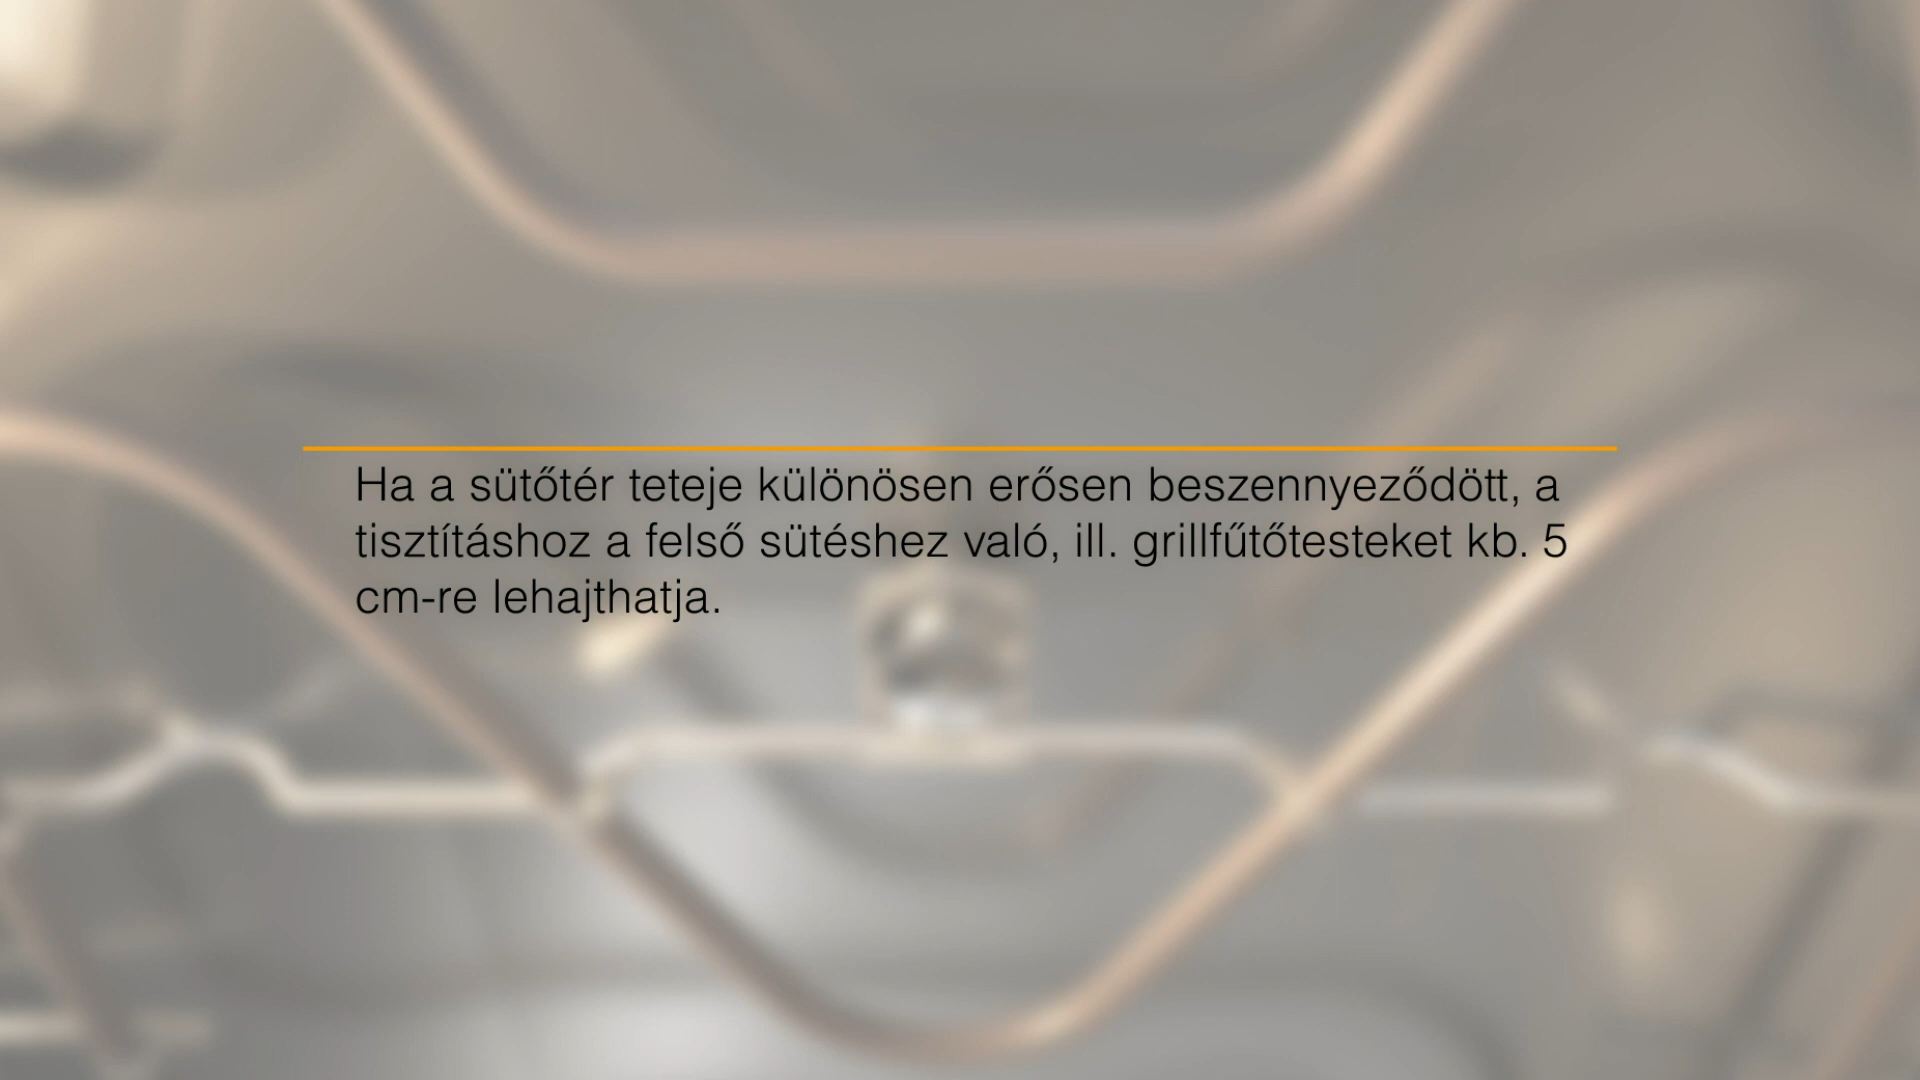 Ha a sütőtér teteje különösen erősen beszennyeződött, a
tisztításhoz a felső sütéshez való, ill. grillfűtőtesteket kb. 5
cm-re lehajthatja.